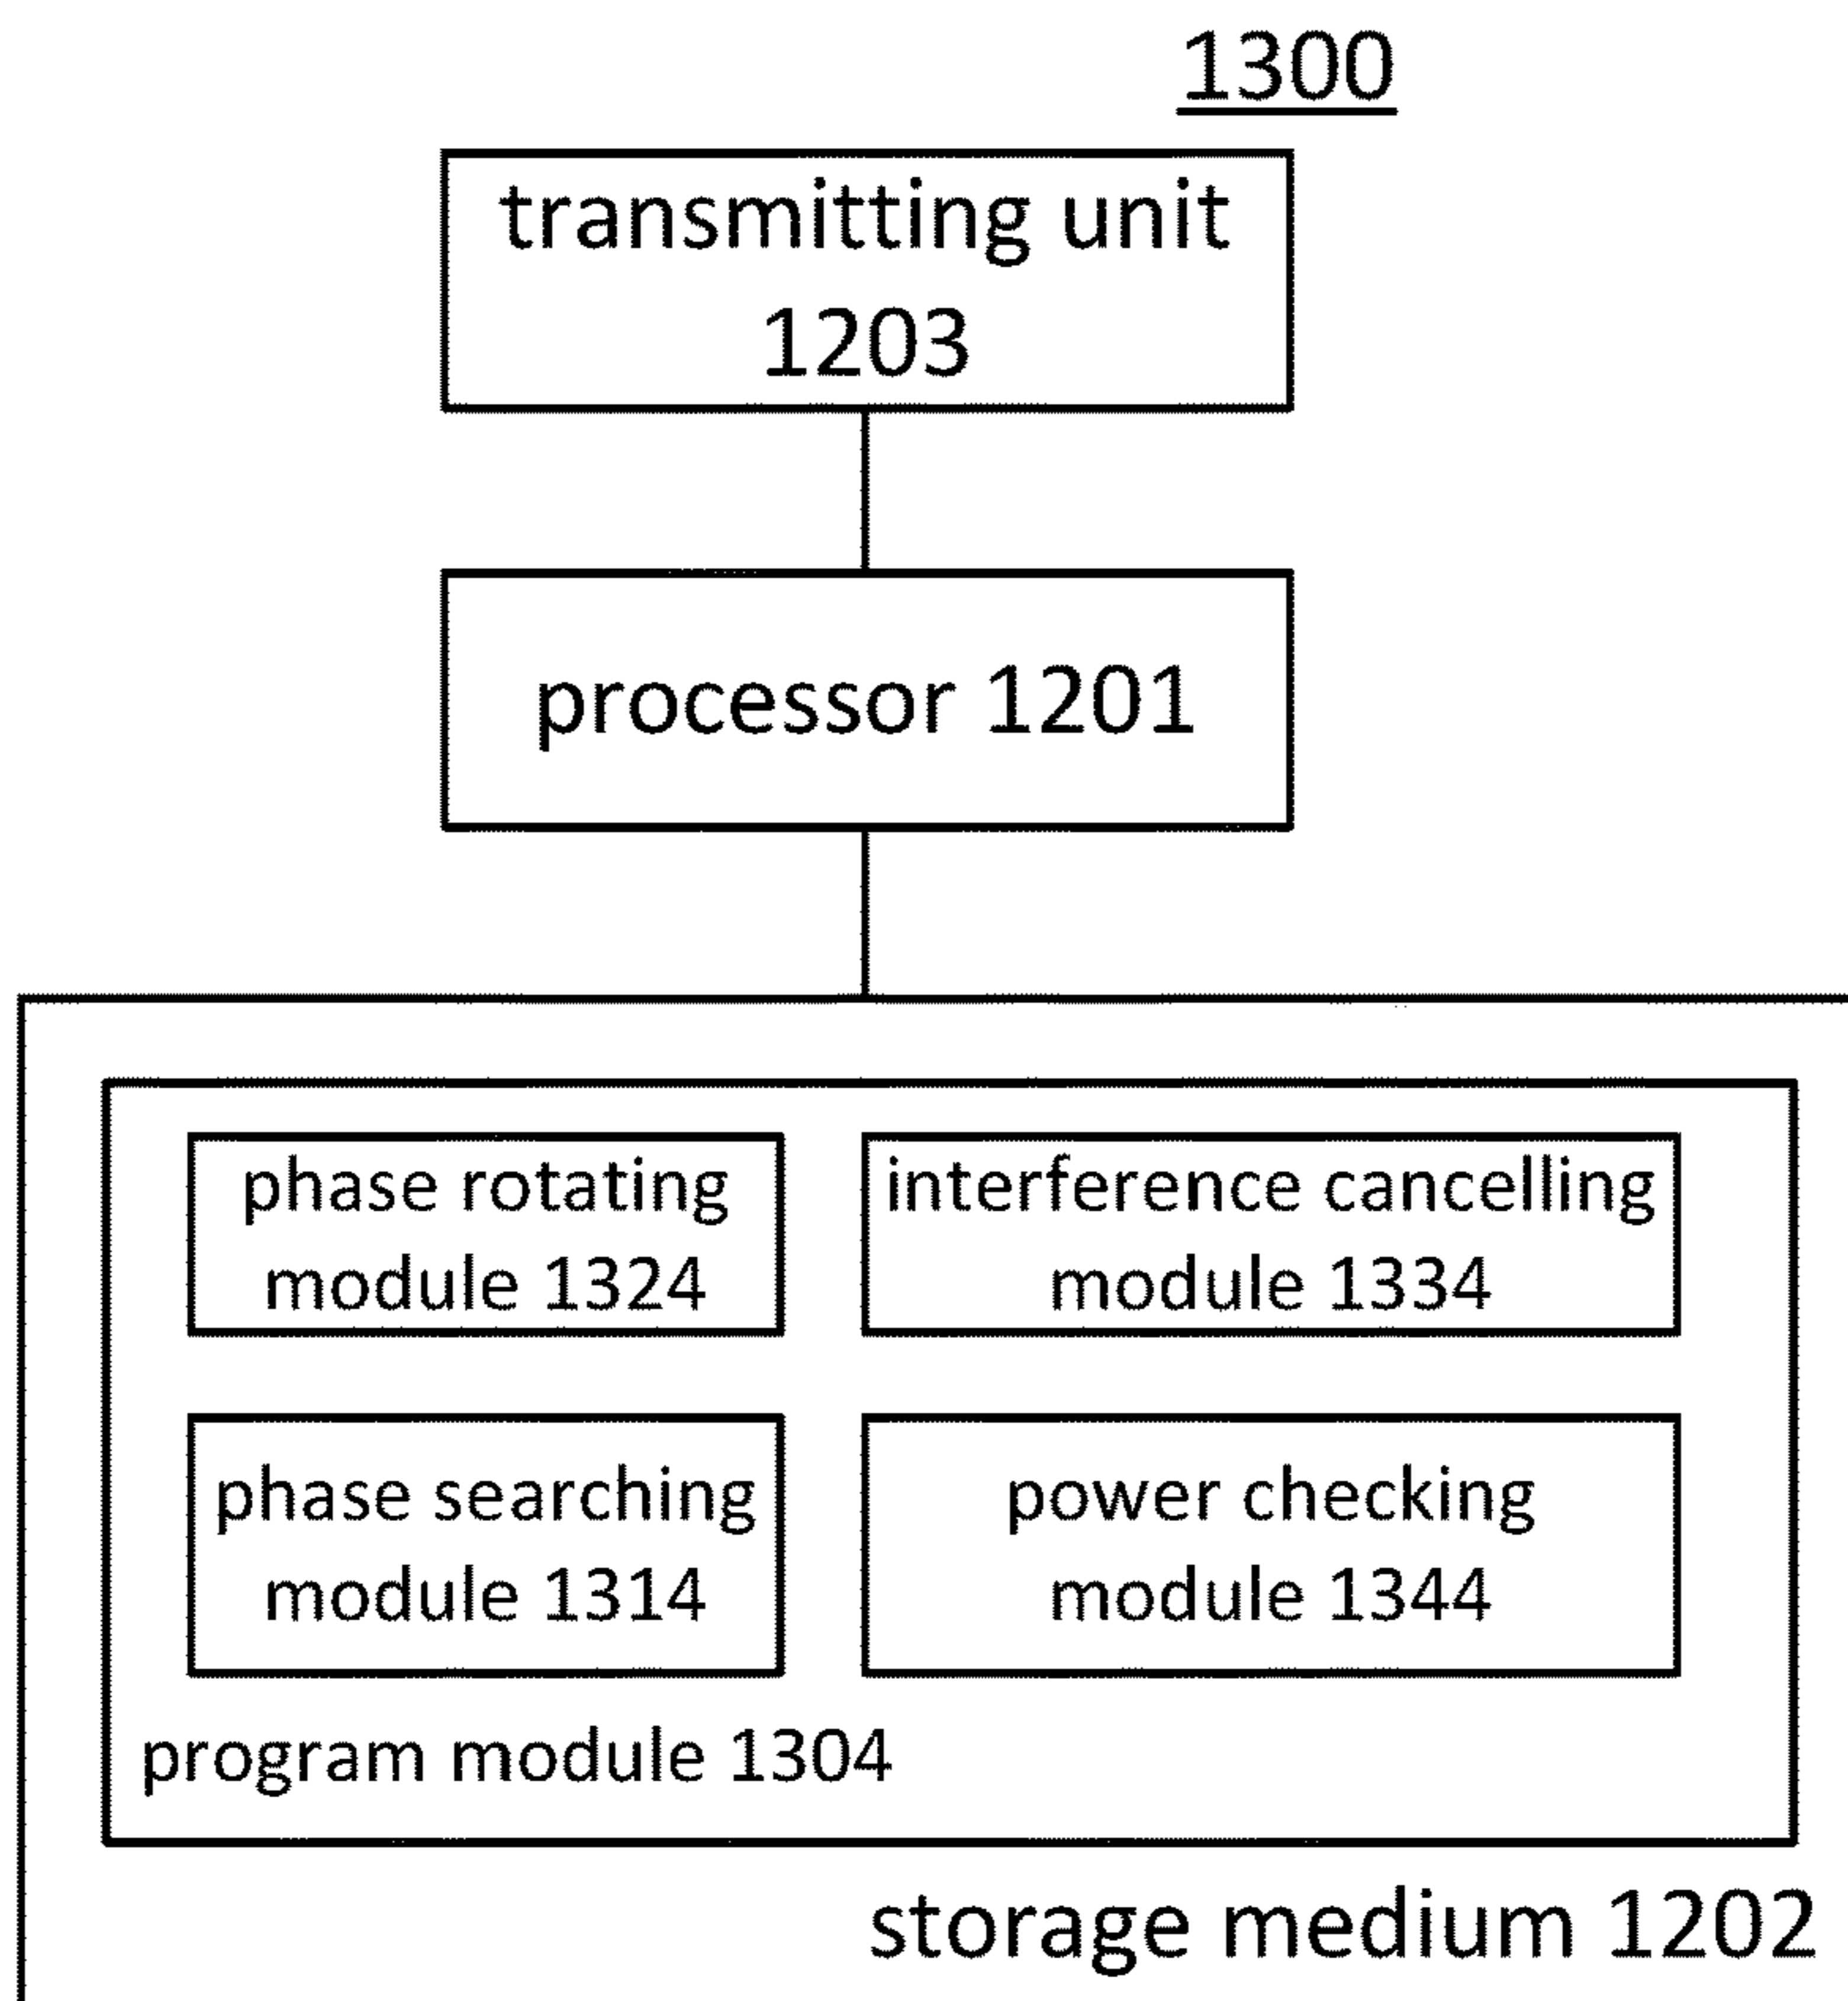 1300
transmitting unit
1203
processor 1201
phase rotating
module 1324
interference cancelling
module 1334
phase searching
module 1314
power checking
module 1344
program module 1304
storage medium 1202